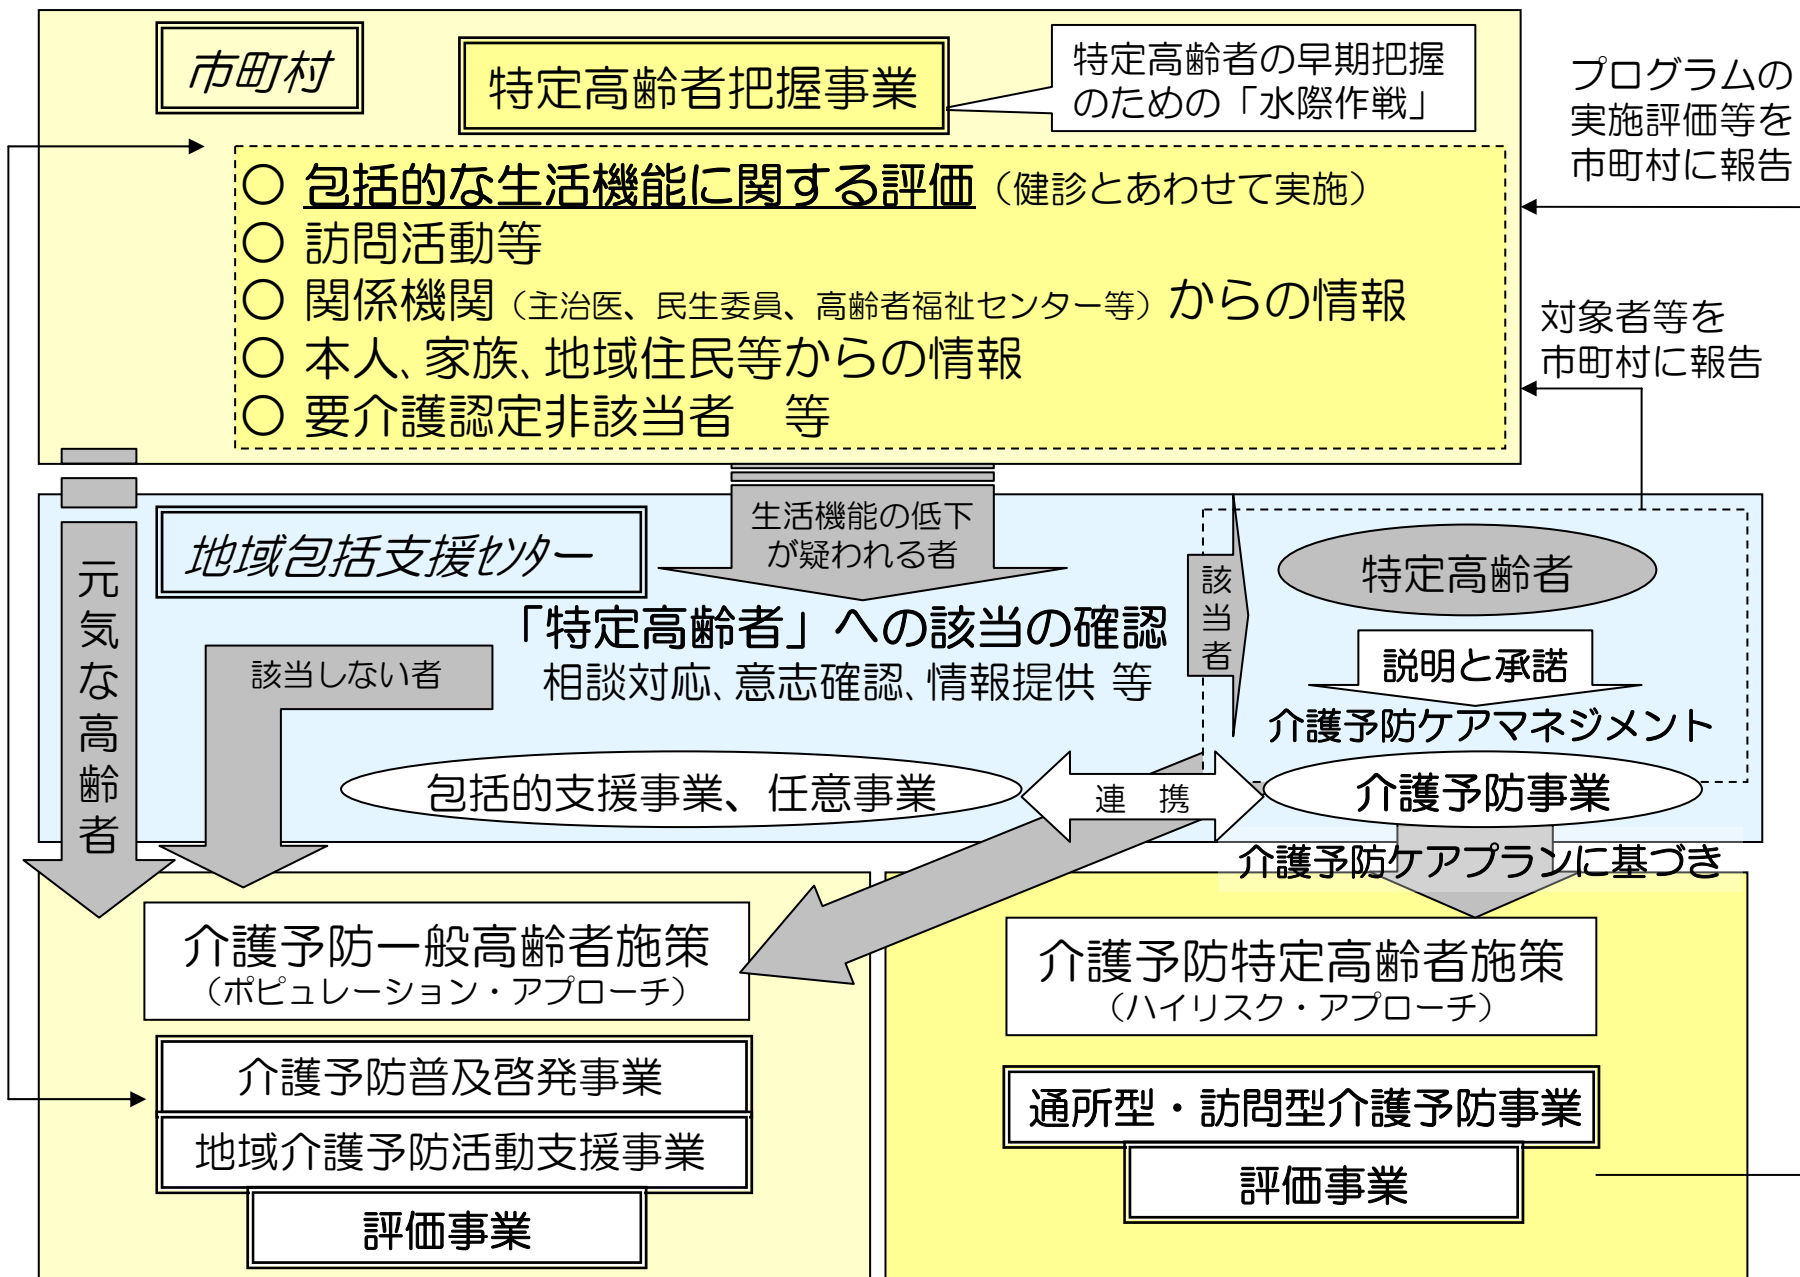 市町村
特定高齢者把握事業
特定高齢者の早期把握
のための「水際作戦」
プログラムの
実施評価等を
市町村に報告
○ 包括的な生活機能に関する評価（健診とあわせて実施）
○ 訪問活動等
○ 関係機関（主治医、民生委員、高齢者福祉センター等）からの情報
○ 本人、家族、地域住民等からの情報
○ 要介護認定非該当者　等
対象者等を
市町村に報告
地域包括支援ｾﾝﾀｰ
生活機能の低下
が疑われる者
元気な高齢者
「特定高齢者」への該当の確認
相談対応、意志確認、情報提供 等
該当しない者
該当者
特定高齢者
説明と承諾
介護予防ケアマネジメント
包括的支援事業、任意事業
連　携
介護予防事業
介護予防ケアプランに基づき
介護予防一般高齢者施策
（ポピュレーション・アプローチ）
介護予防普及啓発事業
地域介護予防活動支援事業
評価事業
介護予防特定高齢者施策
（ハイリスク・アプローチ）
通所型・訪問型介護予防事業
評価事業